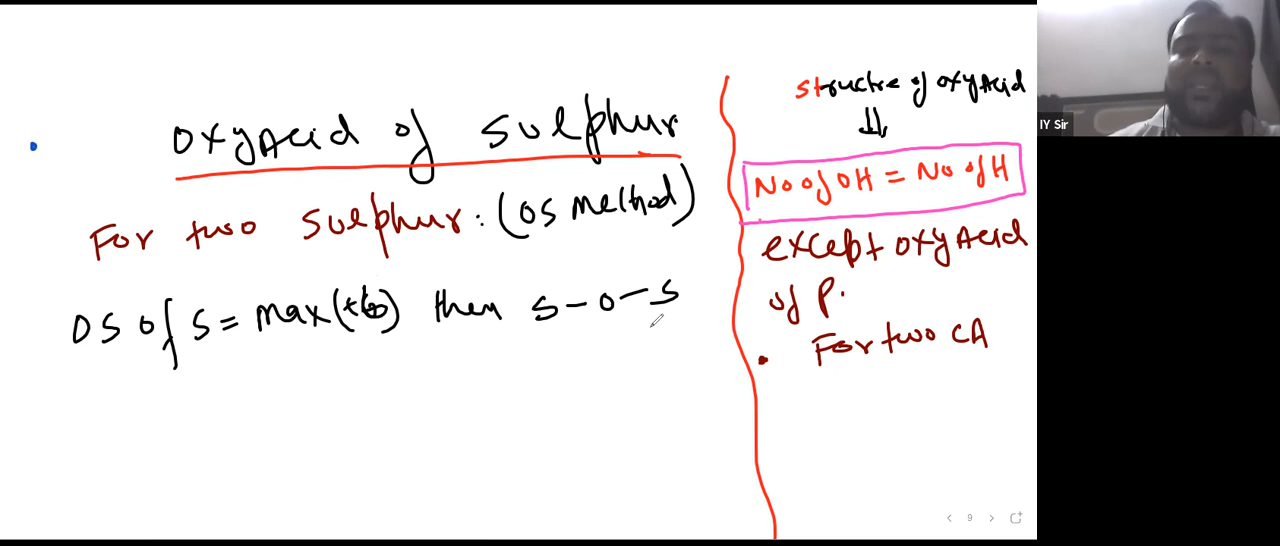 OxyAcid of Sulphur
For two Sulphur: (OS Method)
OS of S = Max(+6) then S-O-S
structre of oxyAcid
⇓
No of OH = No of H
except oxyAcid
of P.
• For two CA
IY Sir
9